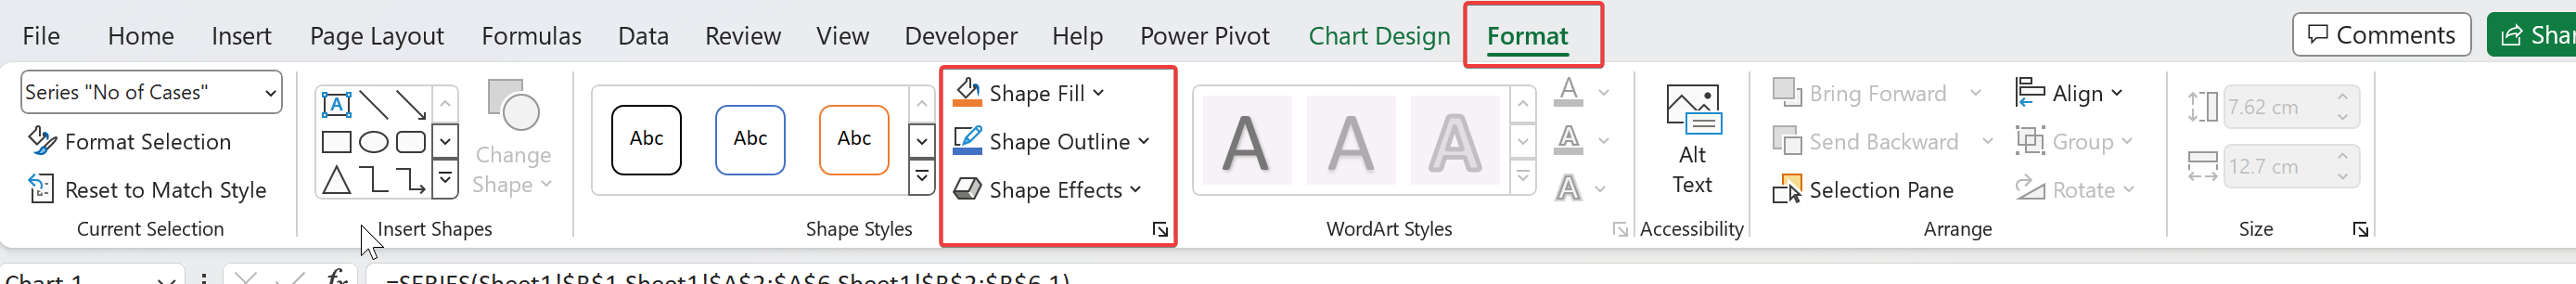 File Home Insert Page Layout Formulas Data Review View Developer Help Power Pivot Chart Design Format Comments
Series "No of Cases"
Format Selection
Reset to Match Style
Current Selection
A
Change
Shape
Insert Shapes
Abc Abc Abc
Shape Styles
Shape Fill
Shape Outline
Shape Effects
A A A
A
A
A
WordArt Styles
Alt
Text
Accessibility
Bring Forward
Send Backward
Selection Pane
Align
Group
Rotate
Arrange
7.62 cm
12.7 cm
Size
Chart 1 fx =SERIES(Sheet1!$B$1,Sheet1!$A$2:$A$6,Sheet1!$B$2:$B$6,1)